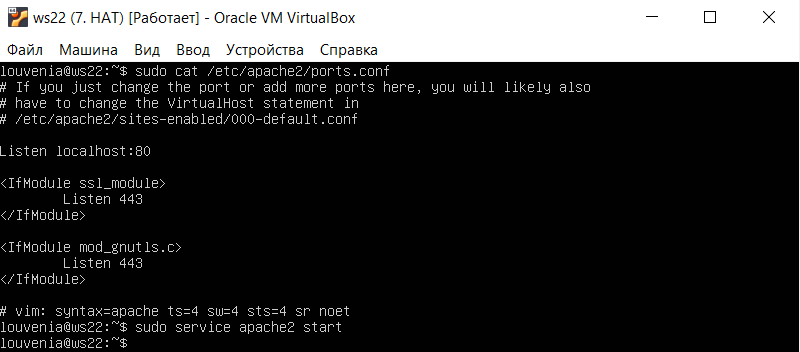 ws22 (7. НАТ) [Работает] - Oracle VM VirtualBox
Файл Машина Вид Ввод Устройства Справка
louvenia@ws22:~$ sudo cat /etc/apache2/ports.conf
# If you just change the port or add more ports here, you will likely also
# have to change the VirtualHost statement in
# /etc/apache2/sites-enabled/000-default.conf
Listen localhost:80
<IfModule ssl_module>
Listen 443
</IfModule>
<IfModule mod_gnutls.c>
Listen 443
</IfModule>
# vim: syntax=apache ts=4 sw=4 sts=4 sr noet
louvenia@ws22:~$ sudo service apache2 start
louvenia@ws22:~$